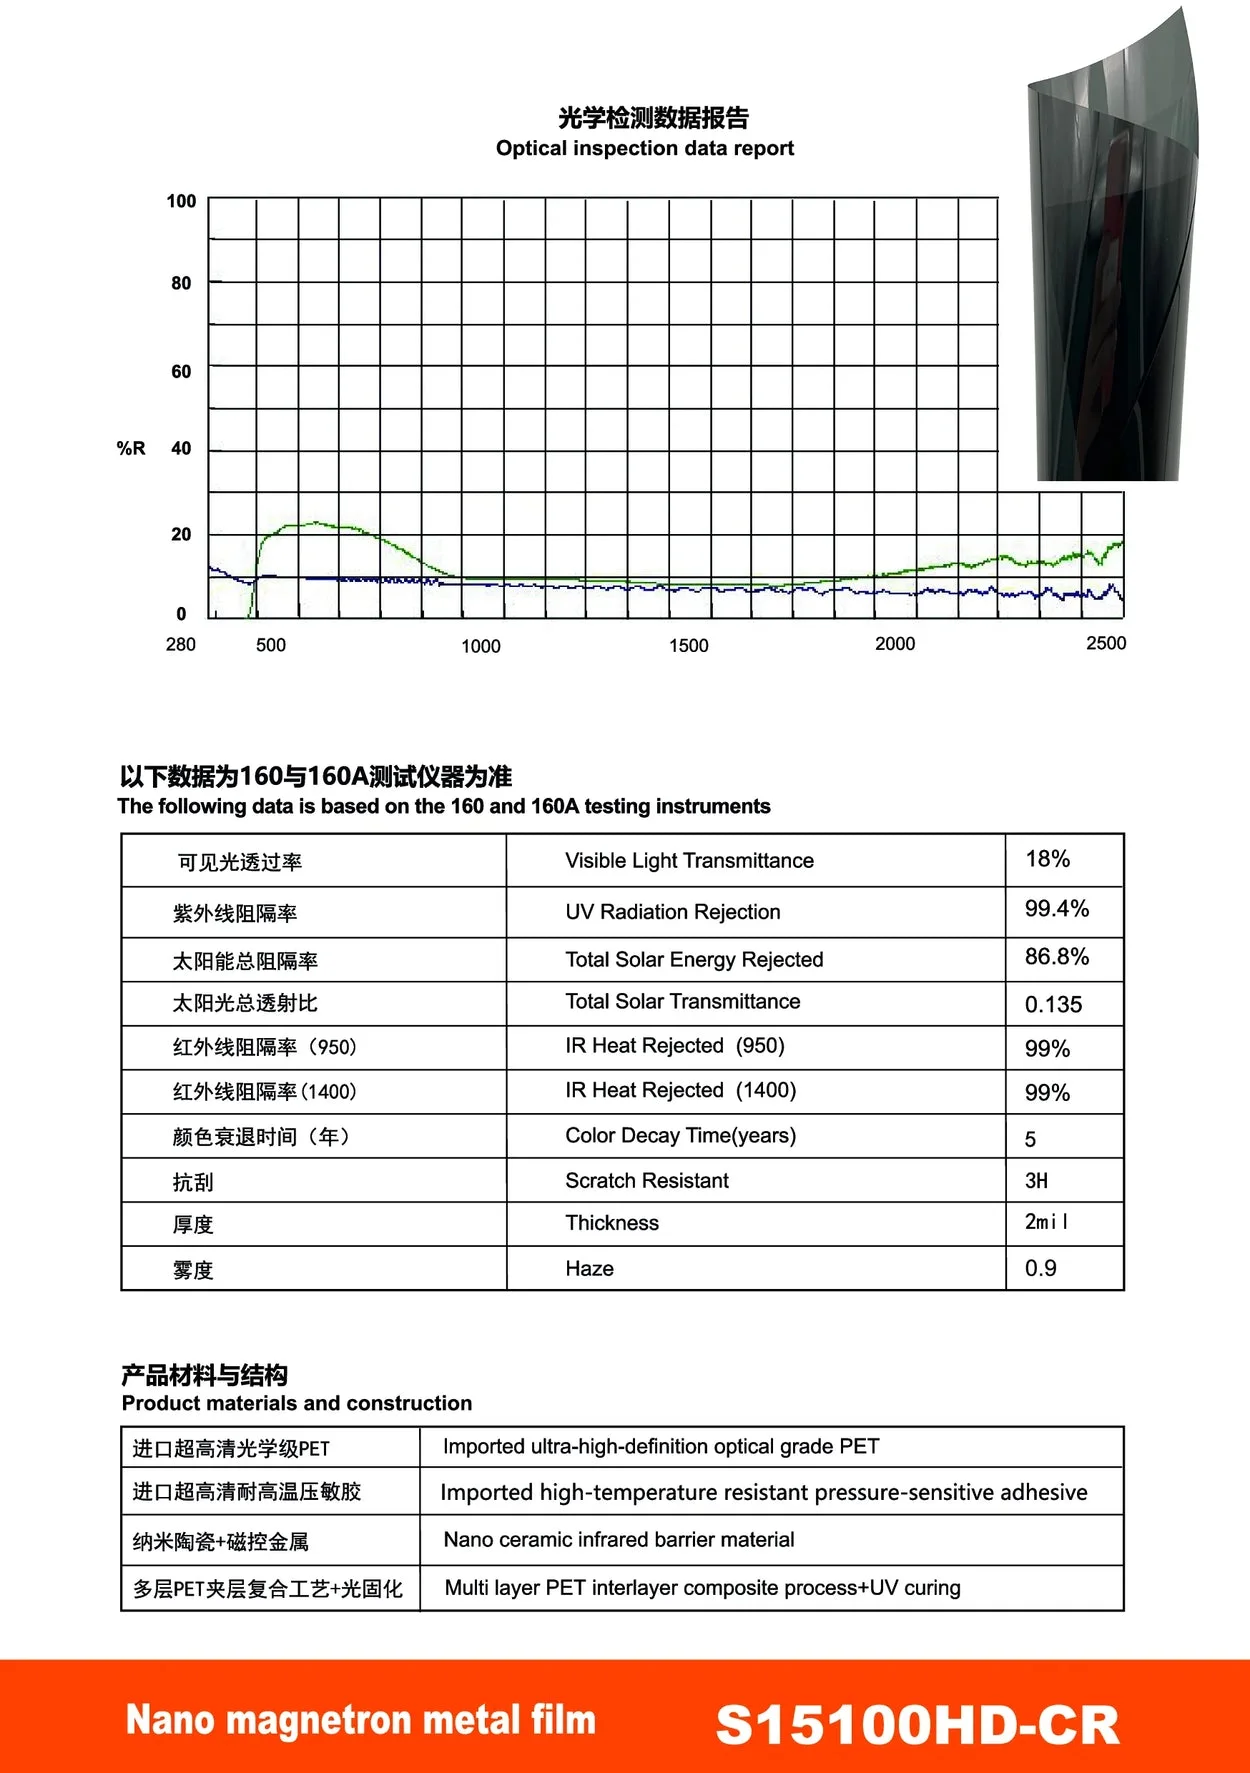 光学检测数据报告
Optical inspection data report
100
80
60
%R 40
20
0
280 500 1000 1500 2000 2500
以下数据为160与160A测试仪器为准
The following data is based on the 160 and 160A testing instruments
可见光透过率 Visible Light Transmittance 18%
紫外线阻隔率 UV Radiation Rejection 99.4%
太阳能总阻隔率 Total Solar Energy Rejected 86.8%
太阳光总透射比 Total Solar Transmittance 0.135
红外线阻隔率（950） IR Heat Rejected (950) 99%
红外线阻隔率(1400) IR Heat Rejected (1400) 99%
颜色衰退时间（年） Color Decay Time(years) 5
抗刮 Scratch Resistant 3H
厚度 Thickness 2mil
雾度 Haze 0.9
产品材料与结构
Product materials and construction
进口超高清光学级PET Imported ultra-high-definition optical grade PET
进口超高清耐高温压敏胶 Imported high-temperature resistant pressure-sensitive adhesive
纳米陶瓷+磁控金属 Nano ceramic infrared barrier material
多层PET夹层复合工艺+光固化 Multi layer PET interlayer composite process+UV curing
Nano magnetron metal film S15100HD-CR